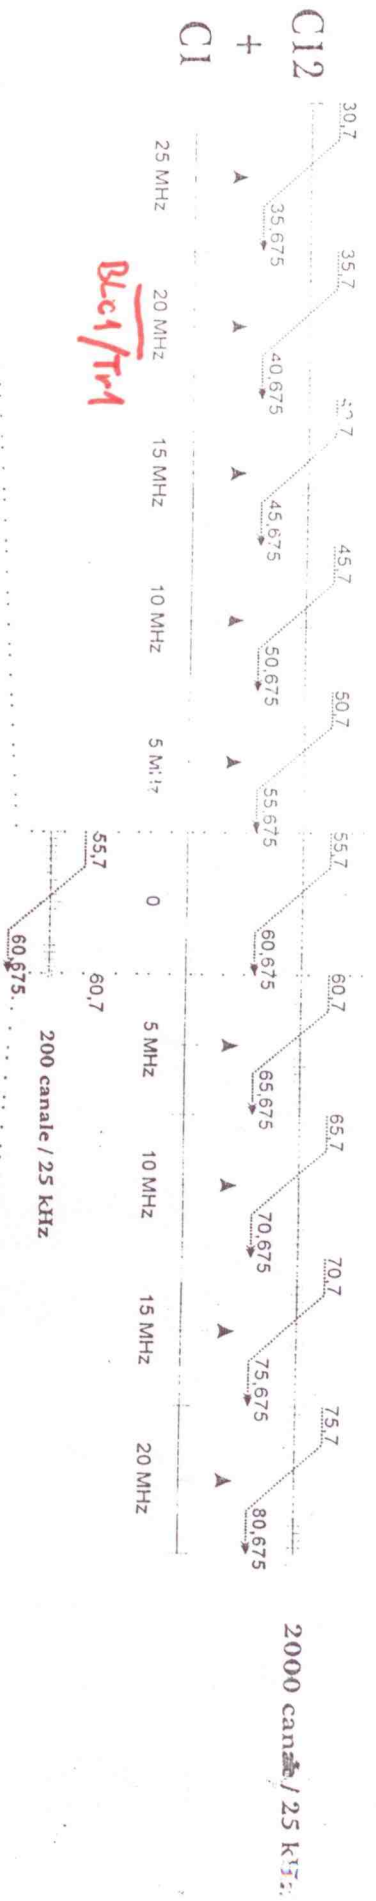 C12
+
C1
30,7 35,7 45,7 50,7 55,7 60,7 65,7 70,7 75,7
35,675 40,675 45,675 50,675 55,675 60,675 65,675 70,675 75,675 80,675
2000 / 25
25 MHz 20 MHz 15 MHz 10 MHz 5 0 5 MHz 10 MHz 15 MHz 20 MHz
BLC1/Tr1
55,7 60,7
60,675
200 canale / 25 kHz